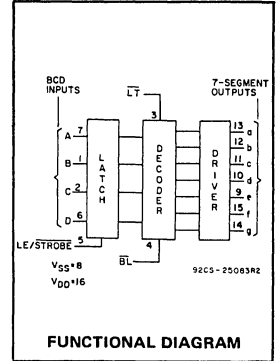 BCD
INPUTS
7-SEGMENT
OUTPUTS
LT
3
A 7
B 1
C 2
D 6
LATCH
DECODER
DRIVER
13 a
12 b
11 c
10 d
9 e
15 f
14 g
5
LE/STROBE
4
BL
VSS=8
VDD=16
92CS-25083R2
FUNCTIONAL DIAGRAM